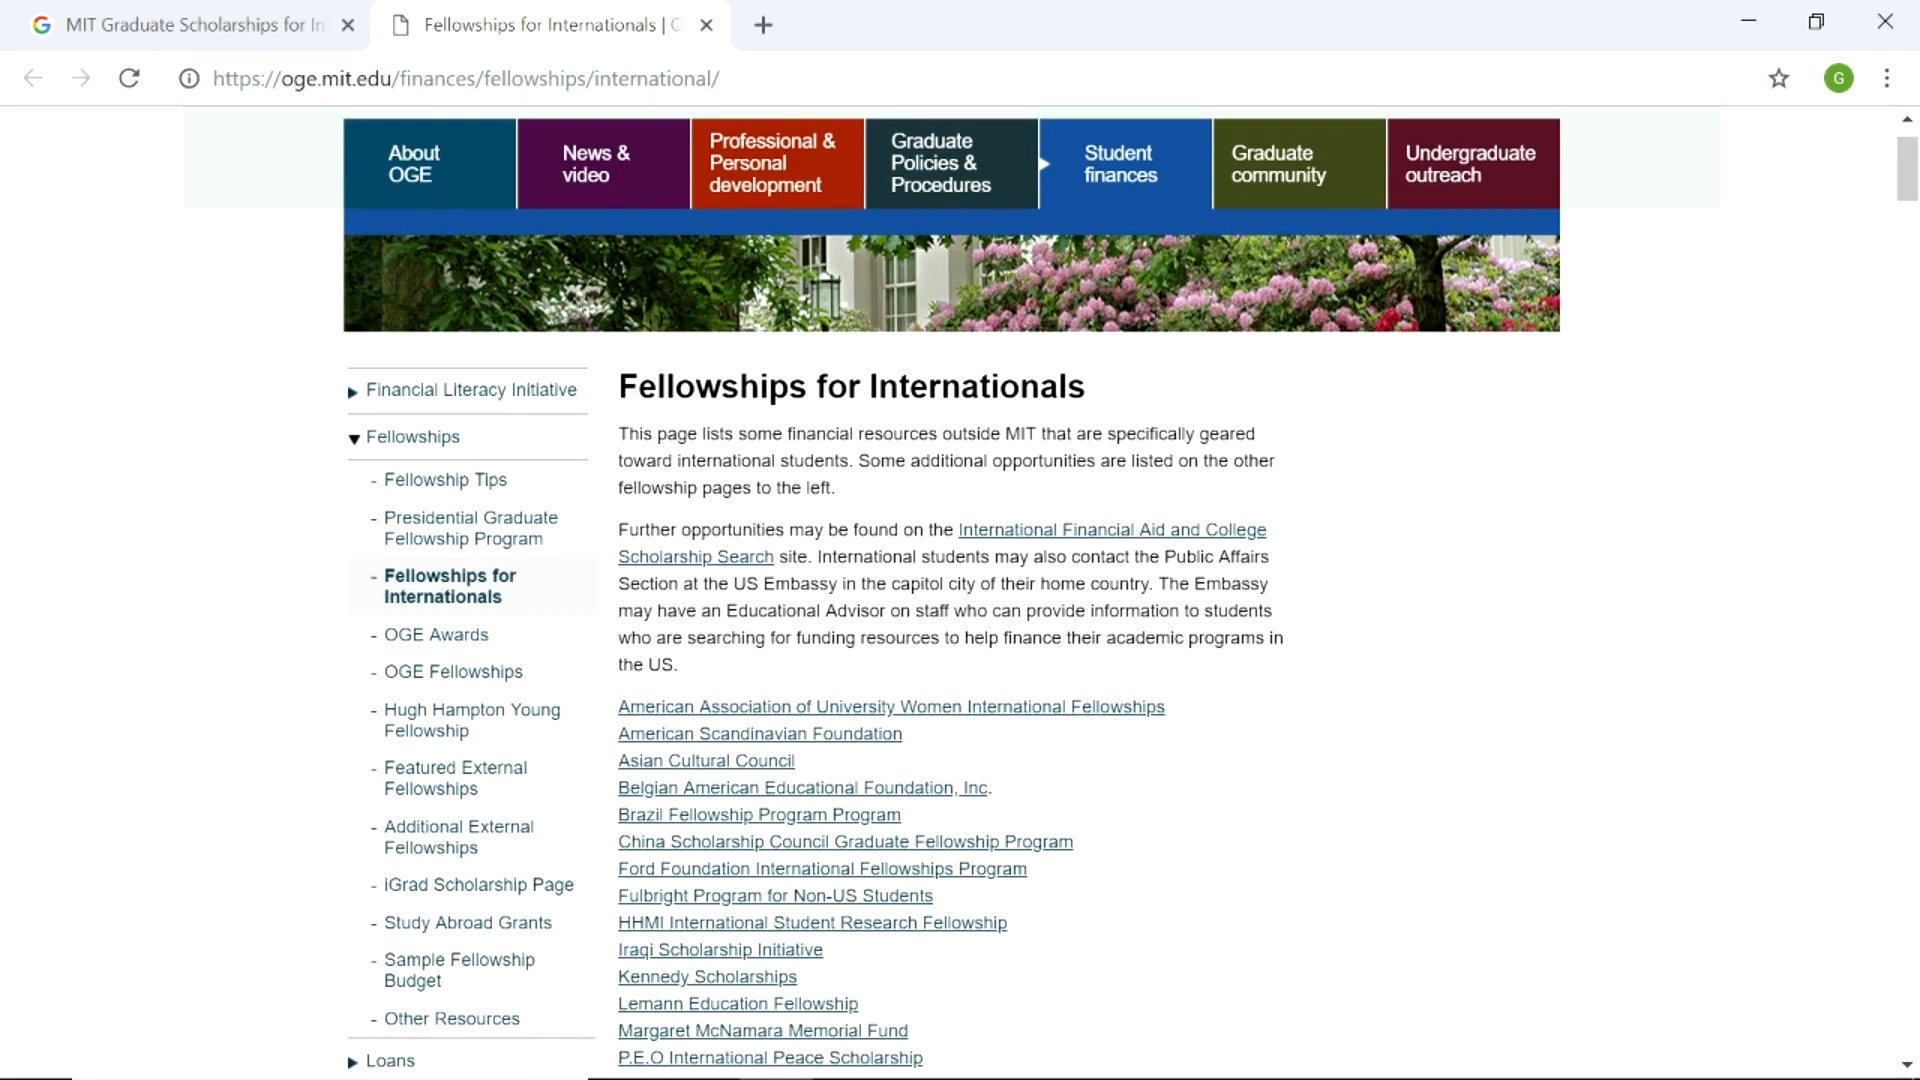 MIT Graduate Scholarships for In
Fellowships for Internationals |
https://oge.mit.edu/finances/fellowships/international/
G
About
OGE
News &
video
Professional &
Personal
development
Graduate
Policies &
Procedures
Student
finances
Graduate
community
Undergraduate
outreach
Financial Literacy Initiative
Fellowships
- Fellowship Tips
- Presidential Graduate
Fellowship Program
- Fellowships for
Internationals
- OGE Awards
- OGE Fellowships
- Hugh Hampton Young
Fellowship
- Featured External
Fellowships
- Additional External
Fellowships
- iGrad Scholarship Page
- Study Abroad Grants
- Sample Fellowship
Budget
- Other Resources
Loans
Fellowships for Internationals
This page lists some financial resources outside MIT that are specifically geared
toward international students. Some additional opportunities are listed on the other
fellowship pages to the left.
Further opportunities may be found on the International Financial Aid and College
Scholarship Search site. International students may also contact the Public Affairs
Section at the US Embassy in the capitol city of their home country. The Embassy
may have an Educational Advisor on staff who can provide information to students
who are searching for funding resources to help finance their academic programs in
the US.
American Association of University Women International Fellowships
American Scandinavian Foundation
Asian Cultural Council
Belgian American Educational Foundation, Inc.
Brazil Fellowship Program Program
China Scholarship Council Graduate Fellowship Program
Ford Foundation International Fellowships Program
Fulbright Program for Non-US Students
HHMI International Student Research Fellowship
Iraqi Scholarship Initiative
Kennedy Scholarships
Lemann Education Fellowship
Margaret McNamara Memorial Fund
P.E.O International Peace Scholarship